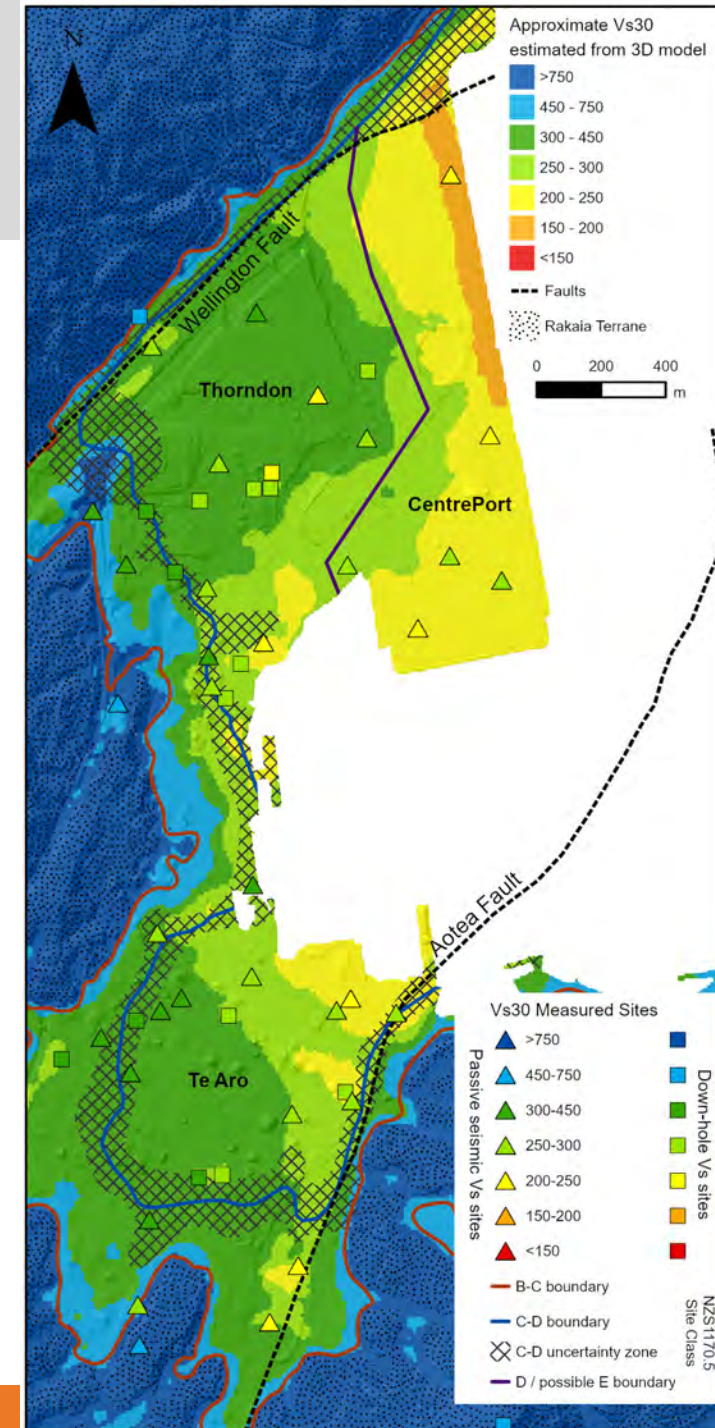 N
Approximate Vs30
estimated from 3D model
>750
450 - 750
300 - 450
250 - 300
200 - 250
150 - 200
<150
Faults
Rakaia Terrane
0 200 400
m
Wellington Fault
Thorndon
CentrePort
Aotea Fault
Te Aro
Vs30 Measured Sites
Passive seismic Vs sites
Down-hole Vs sites
>750
450-750
300-450
250-300
200-250
150-200
<150
B-C boundary
C-D boundary
C-D uncertainty zone
D / possible E boundary
NZS1170.5
Site Class